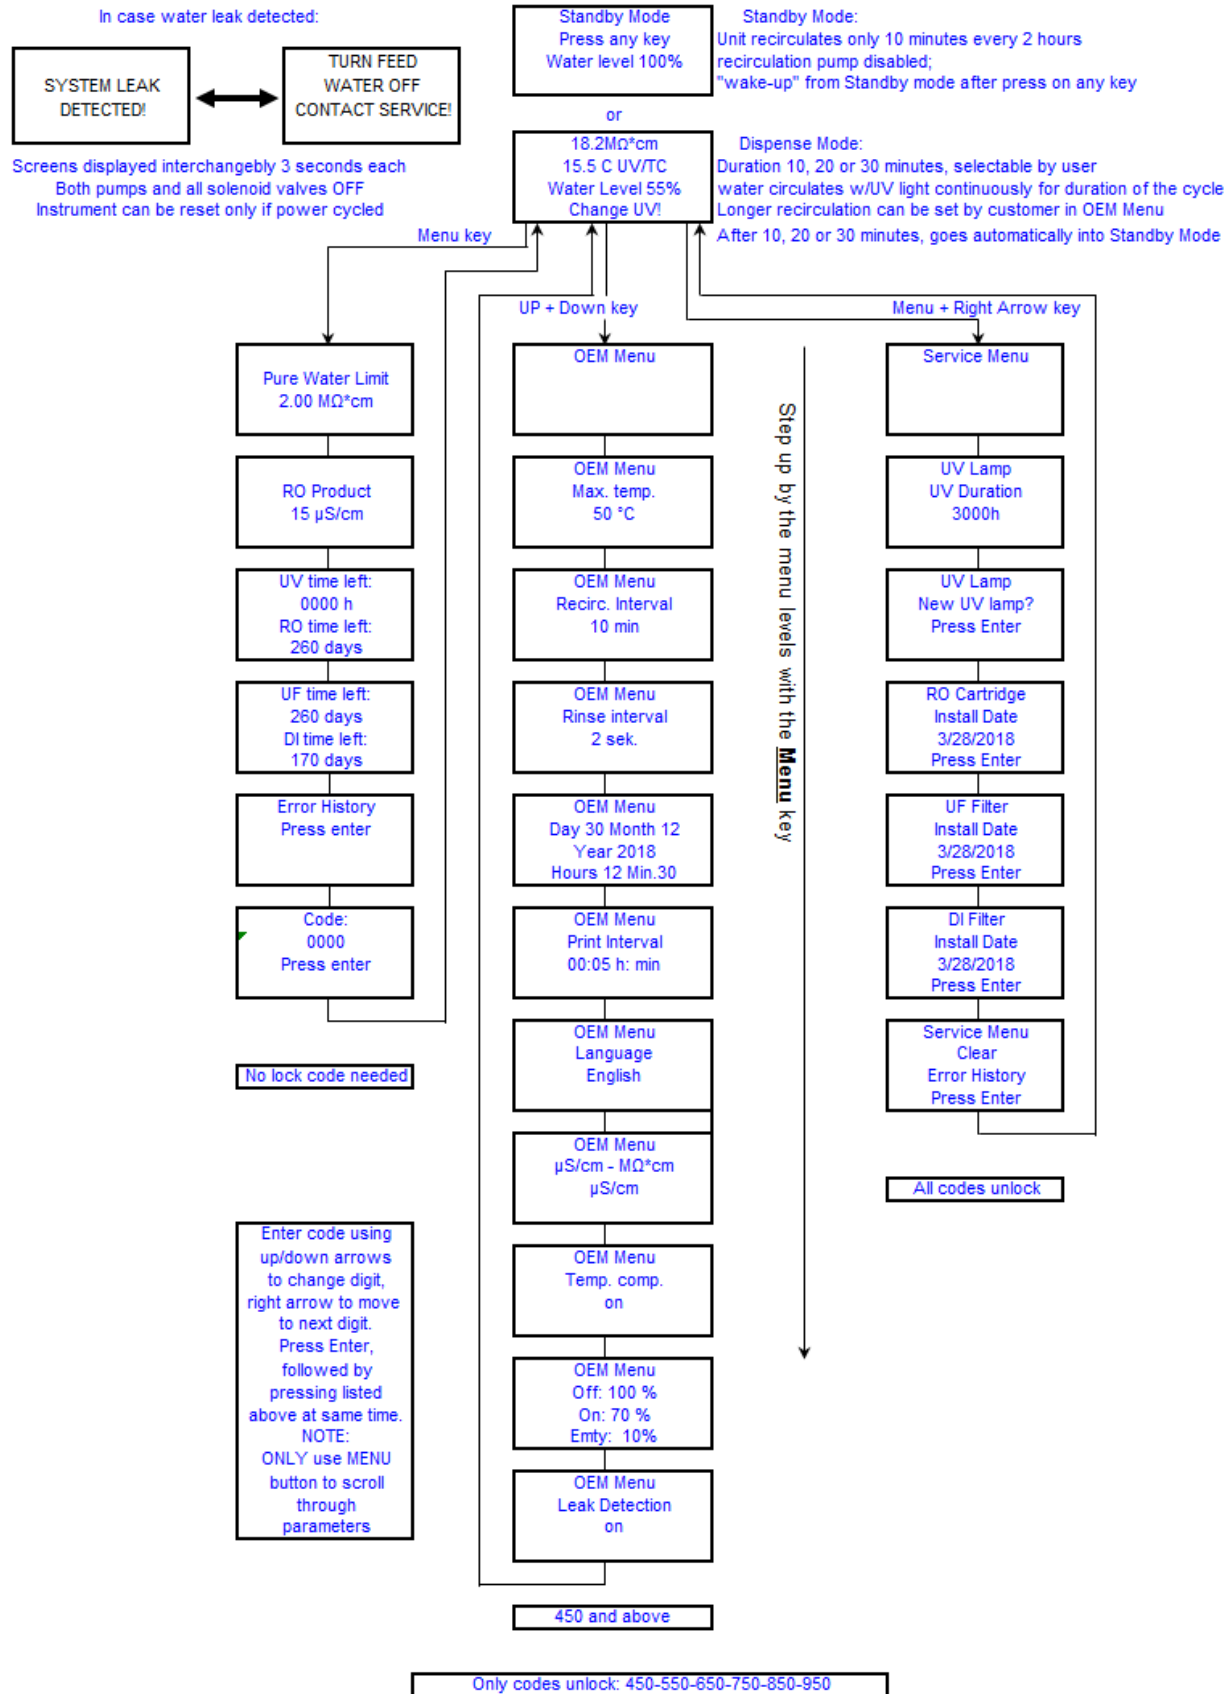 In case water leak detected:
SYSTEM LEAK
DETECTED!
TURN FEED
WATER OFF
CONTACT SERVICE!
Screens displayed interchangebly 3 seconds each
Both pumps and all solenoid valves OFF
Instrument can be reset only if power cycled
Standby Mode
Press any key
Water level 100%
Standby Mode:
Unit recirculates only 10 minutes every 2 hours
recirculation pump disabled;
"wake-up" from Standby mode after press on any key
or
18.2MΩ*cm
15.5 C UV/TC
Water Level 55%
Change UV!
Dispense Mode:
Duration 10, 20 or 30 minutes, selectable by user
water circulates w/UV light continuously for duration of the cycle
Longer recirculation can be set by customer in OEM Menu
After 10, 20 or 30 minutes, goes automatically into Standby Mode
Menu key
UP + Down key
Menu + Right Arrow key
Pure Water Limit
2.00 MΩ*cm
RO Product
15 µS/cm
UV time left:
0000 h
RO time left:
260 days
UF time left:
260 days
DI time left:
170 days
Error History
Press enter
Code:
0000
Press enter
No lock code needed
Enter code using
up/down arrows
to change digit,
right arrow to move
to next digit.
Press Enter,
followed by
pressing listed
above at same time.
NOTE:
ONLY use MENU
button to scroll
through
parameters
OEM Menu
OEM Menu
Max. temp.
50 °C
OEM Menu
Recirc. Interval
10 min
OEM Menu
Rinse interval
2 sek.
OEM Menu
Day 30 Month 12
Year 2018
Hours 12 Min.30
OEM Menu
Print Interval
00:05 h: min
OEM Menu
Language
English
OEM Menu
µS/cm - MΩ*cm
µS/cm
OEM Menu
Temp. comp.
on
OEM Menu
Off: 100 %
On: 70 %
Emty: 10%
OEM Menu
Leak Detection
on
450 and above
Step up by the menu levels with the Menu key
Service Menu
UV Lamp
UV Duration
3000h
UV Lamp
New UV lamp?
Press Enter
RO Cartridge
Install Date
3/28/2018
Press Enter
UF Filter
Install Date
3/28/2018
Press Enter
DI Filter
Install Date
3/28/2018
Press Enter
Service Menu
Clear
Error History
Press Enter
All codes unlock
Only codes unlock: 450-550-650-750-850-950